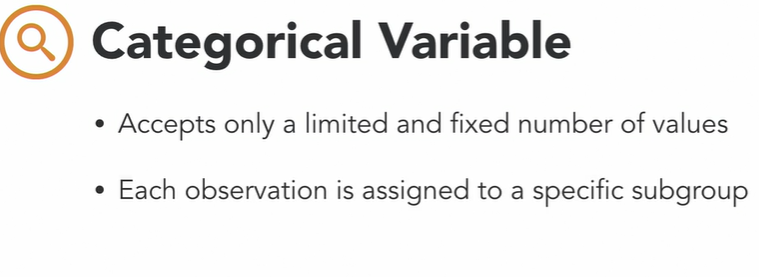 Categorical Variable
• Accepts only a limited and fixed number of values
• Each observation is assigned to a specific subgroup